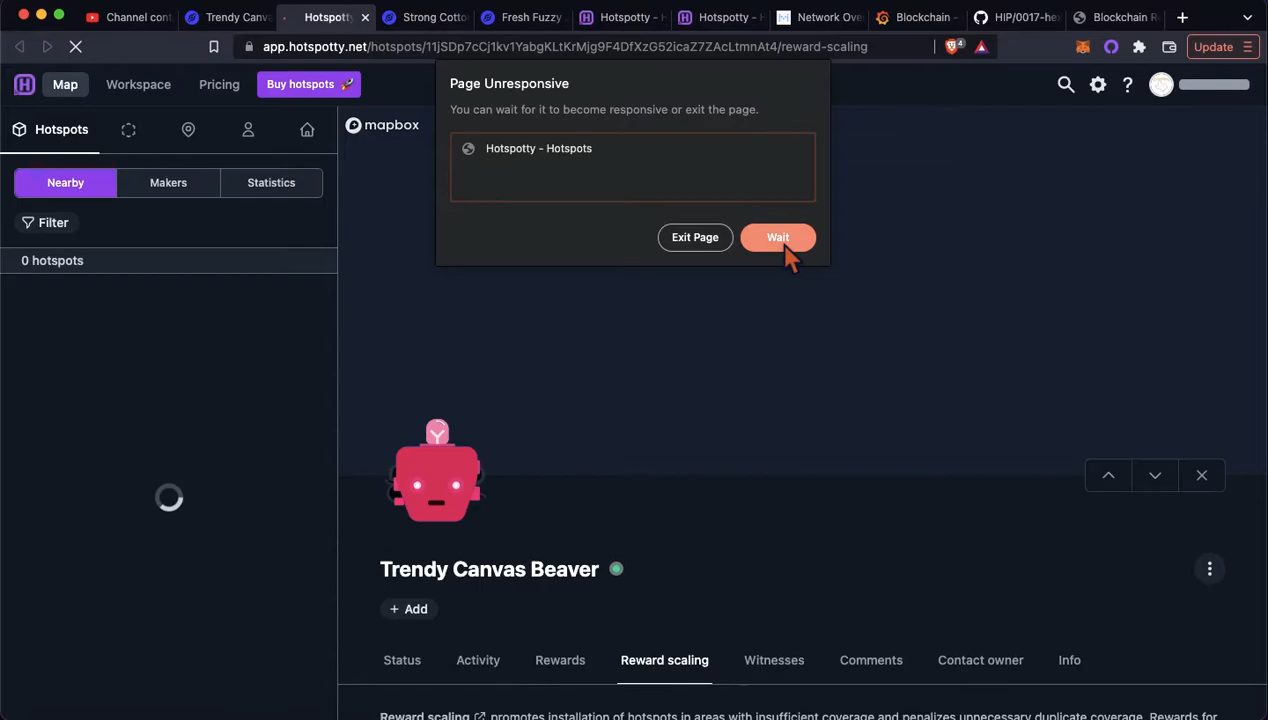 Channel cont
Trendy Canva
Hotspotty
Strong Cotto
Fresh Fuzzy
Hotspotty - H
Hotspotty - H
Network Ove
Blockchain -
HIP/0017-hex
Blockchain R
app.hotspotty.net/hotspots/11jSDp7cCj1kv1YabgKLtKrMjg9F4DfXzG52icaZ7ZAcLtmnAt4/reward-scaling
4
Update
Map
Workspace
Pricing
Buy hotspots 🚀
Page Unresponsive
You can wait for it to become responsive or exit the page.
Hotspotty - Hotspots
Exit Page
Wait
Hotspots
mapbox
Nearby
Makers
Statistics
Filter
0 hotspots
Trendy Canvas Beaver
+ Add
Status
Activity
Rewards
Reward scaling
Witnesses
Comments
Contact owner
Info
Reward scaling promotes installation of hotspots in areas with insufficient coverage and penalizes unnecessary duplicate coverage. Rewards for